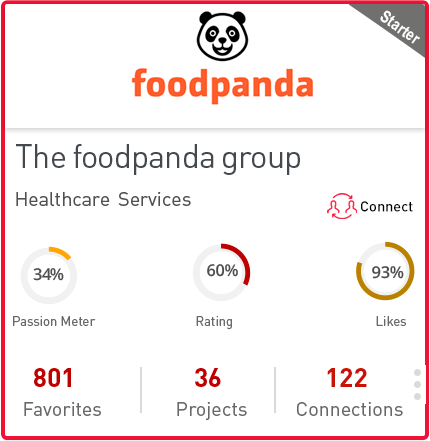 Starter
foodpanda
The foodpanda group
Healthcare Services
Connect
34% 60% 93%
Passion Meter Rating Likes
801 36 122
Favorites Projects Connections